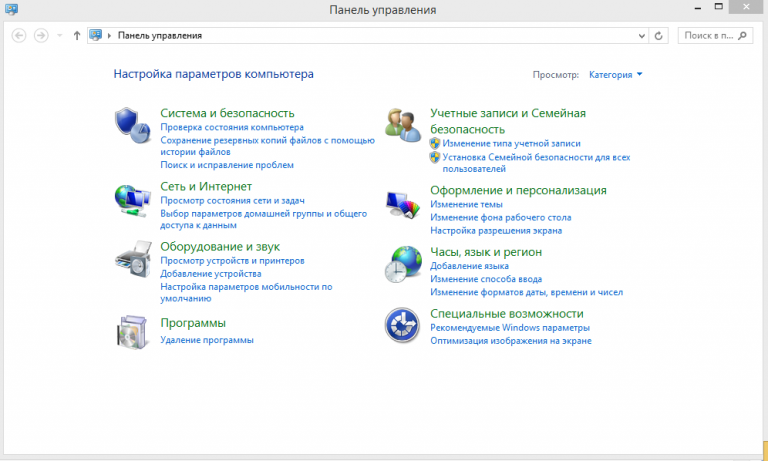 Панель управления
Панель управления
Поиск в п...
Настройка параметров компьютера
Просмотр: Категория
Система и безопасность
Проверка состояния компьютера
Сохранение резервных копий файлов с помощью
истории файлов
Поиск и исправление проблем
Сеть и Интернет
Просмотр состояния сети и задач
Выбор параметров домашней группы и общего
доступа к данным
Оборудование и звук
Просмотр устройств и принтеров
Добавление устройства
Настройка параметров мобильности по
умолчанию
Программы
Удаление программы
Учетные записи и Семейная
безопасность
Изменение типа учетной записи
Установка Семейной безопасности для всех
пользователей
Оформление и персонализация
Изменение темы
Изменение фона рабочего стола
Настройка разрешения экрана
Часы, язык и регион
Добавление языка
Изменение способа ввода
Изменение форматов даты, времени и чисел
Специальные возможности
Рекомендуемые Windows параметры
Оптимизация изображения на экране